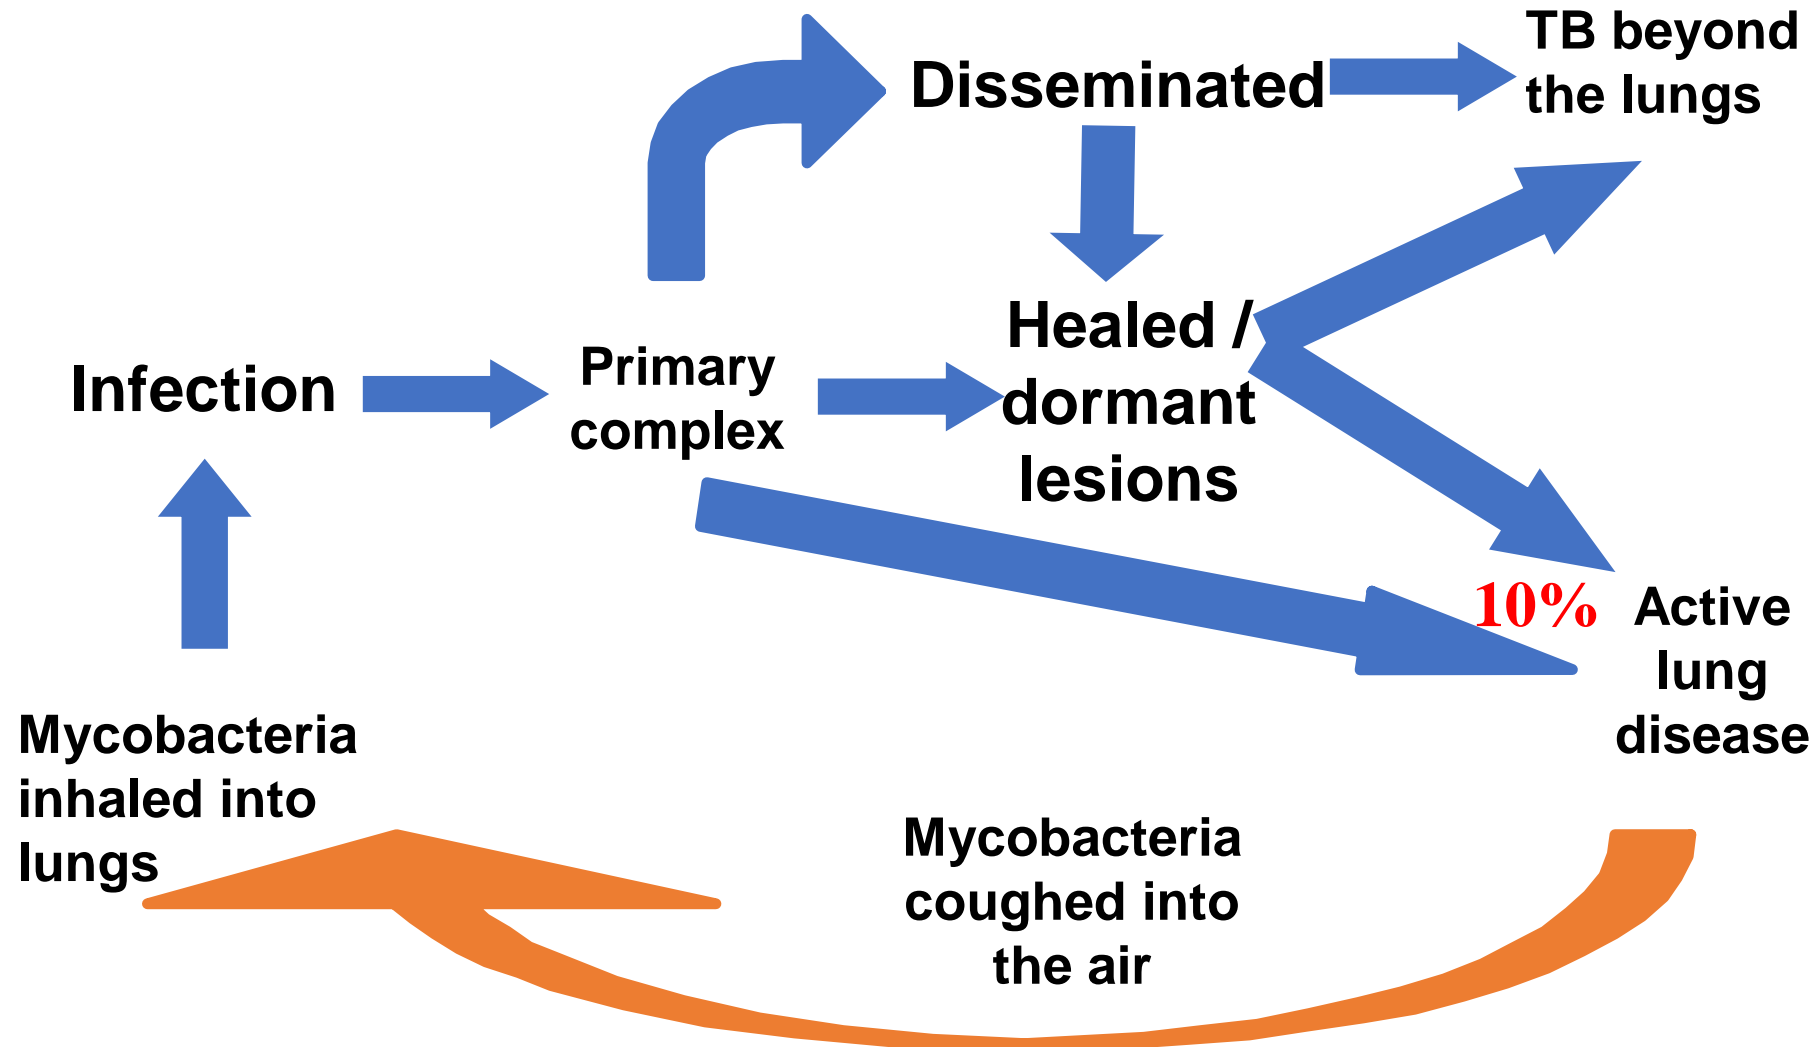 TB beyond
the lungs
Disseminated
Healed /
dormant
lesions
Primary
complex
Infection
10%
Active
lung
disease
Mycobacteria
inhaled into
lungs
Mycobacteria
coughed into
the air